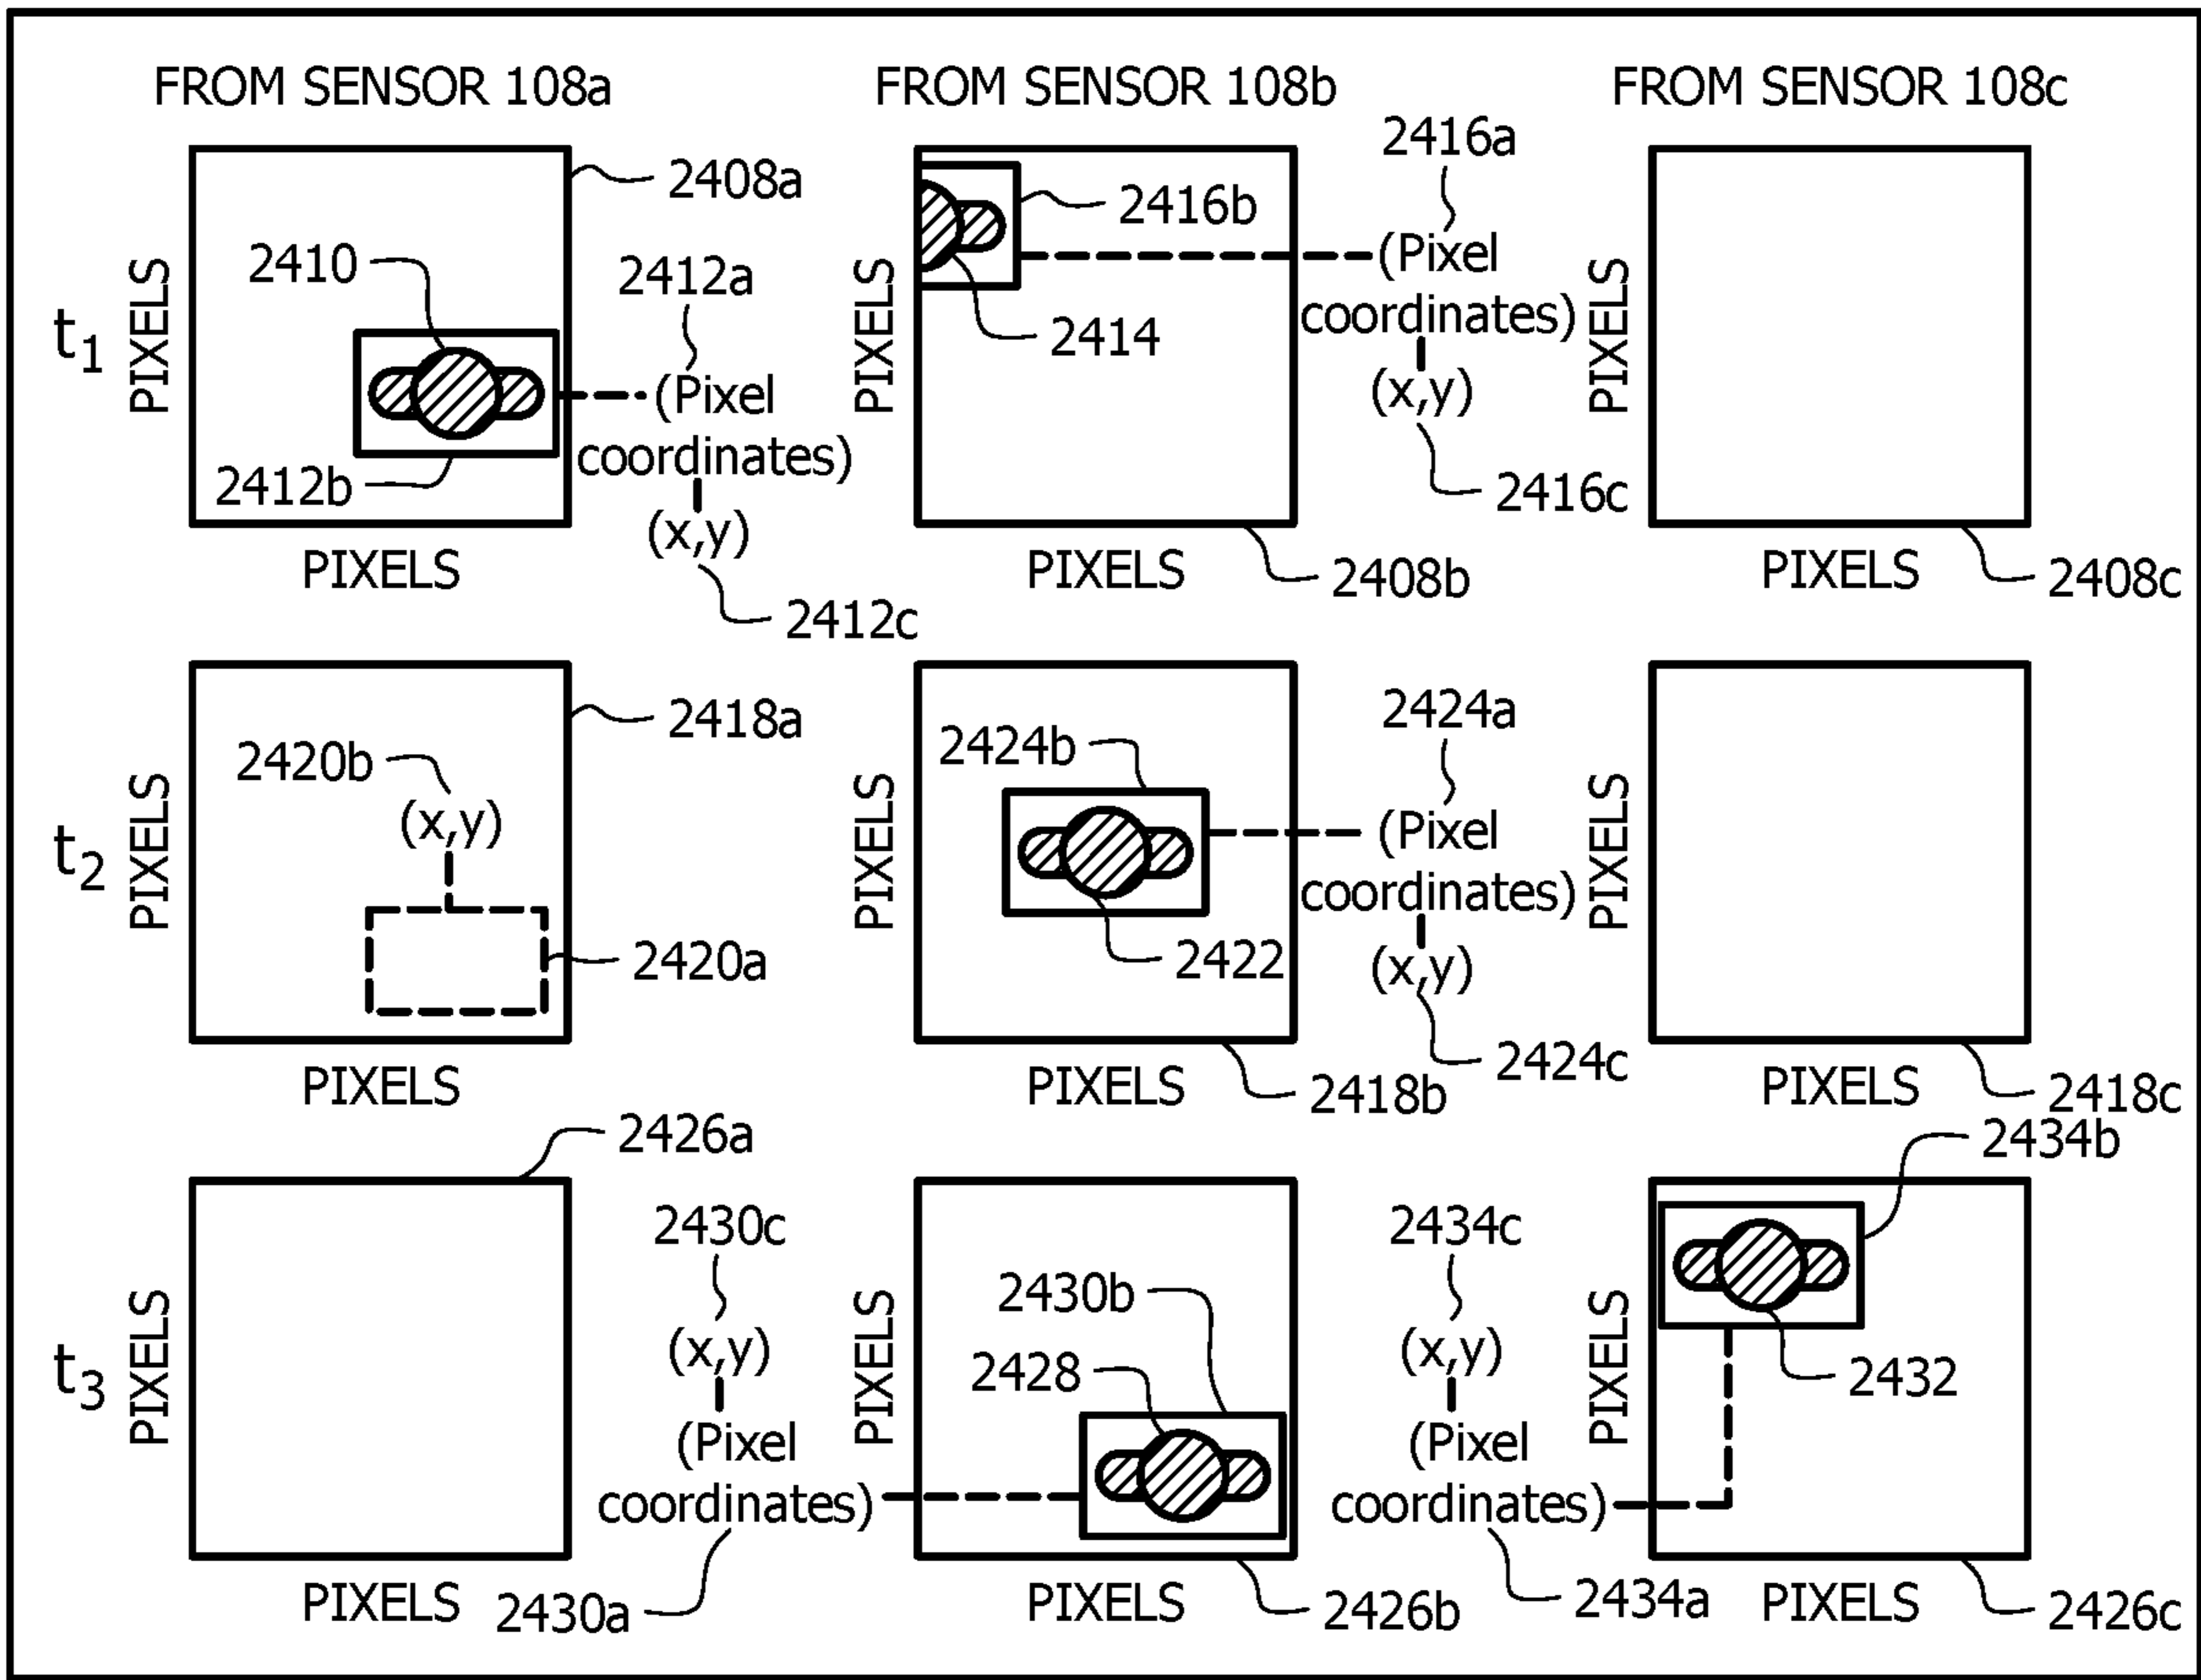 FROM SENSOR 108a
FROM SENSOR 108b
FROM SENSOR 108c
t1
PIXELS
2408a
2410
2412a
(Pixel
coordinates)
(x,y)
2412b
2412c
PIXELS
PIXELS
2416a
2416b
(Pixel
coordinates)
(x,y)
2414
2416c
PIXELS
2408b
PIXELS
PIXELS
2408c
t2
PIXELS
2418a
2420b
(x,y)
2420a
PIXELS
PIXELS
2424a
2424b
(Pixel
coordinates)
(x,y)
2422
2424c
PIXELS
2418b
PIXELS
PIXELS
2418c
t3
PIXELS
2426a
PIXELS
2430c
(x,y)
(Pixel
coordinates)
2430a
PIXELS
2430b
2428
PIXELS
2426b
2434c
(x,y)
(Pixel
coordinates)
2434a
PIXELS
2434b
2432
PIXELS
2426c